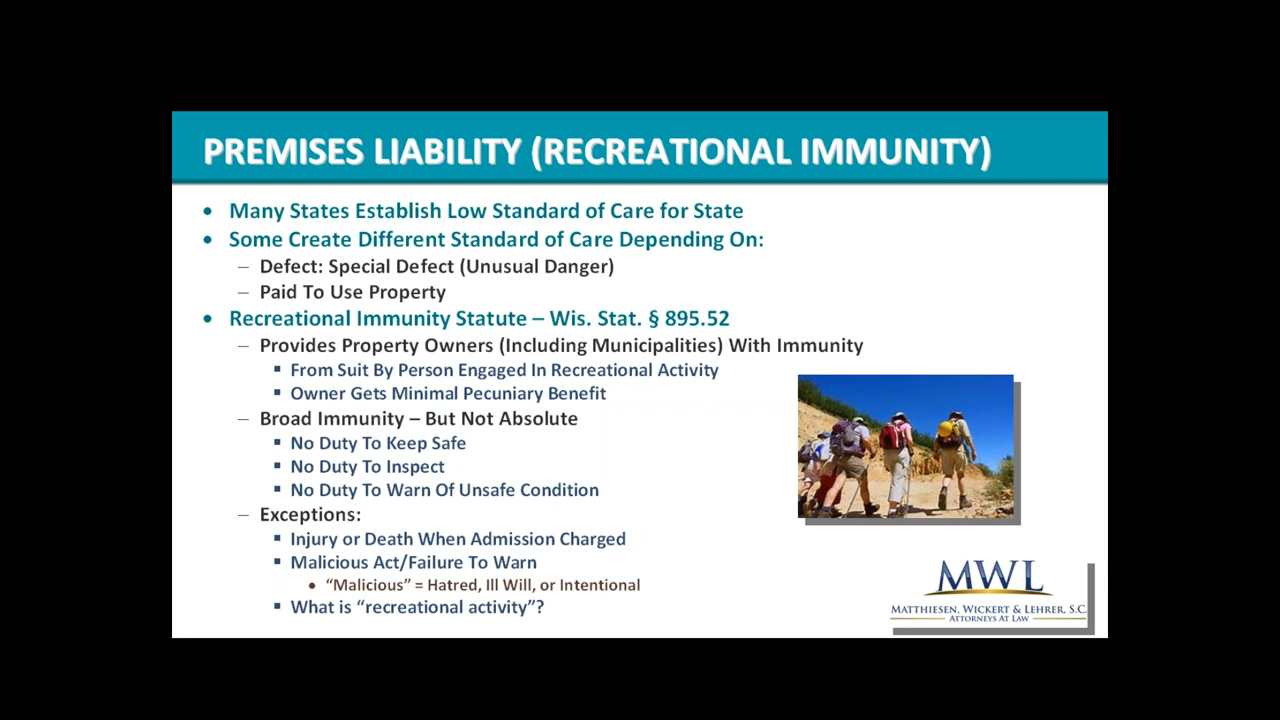 PREMISES LIABILITY (RECREATIONAL IMMUNITY)
• Many States Establish Low Standard of Care for State
• Some Create Different Standard of Care Depending On:
– Defect: Special Defect (Unusual Danger)
– Paid To Use Property
• Recreational Immunity Statute – Wis. Stat. § 895.52
– Provides Property Owners (Including Municipalities) With Immunity
▪ From Suit By Person Engaged In Recreational Activity
▪ Owner Gets Minimal Pecuniary Benefit
– Broad Immunity – But Not Absolute
▪ No Duty To Keep Safe
▪ No Duty To Inspect
▪ No Duty To Warn Of Unsafe Condition
– Exceptions:
▪ Injury or Death When Admission Charged
▪ Malicious Act/Failure To Warn
• “Malicious” = Hatred, Ill Will, or Intentional
▪ What is “recreational activity”?
MWL
MATTHIESEN, WICKERT & LEHRER, S.C.
ATTORNEYS AT LAW